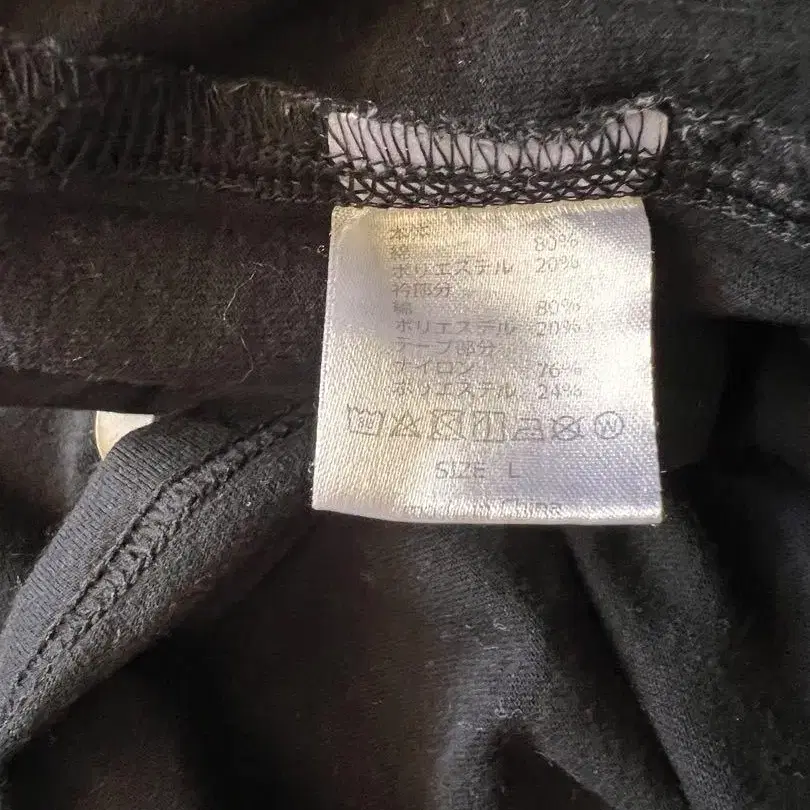 本体
綿 80%
ポリエステル 20%
衿部分
綿 80%
ポリエステル 20%
テープ部分
ナイロン 76%
ポリエステル 24%
W
SIZE L
China